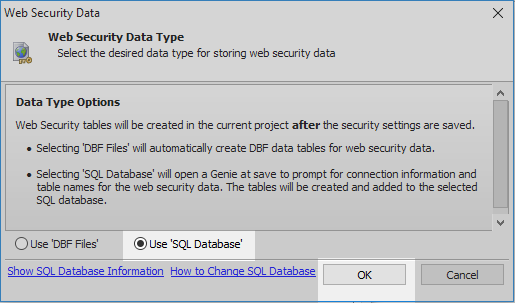 Web Security Data
Web Security Data Type
Select the desired data type for storing web security data
Data Type Options
Web Security tables will be created in the current project after the security settings are saved.
• Selecting 'DBF Files' will automatically create DBF data tables for web security data.
• Selecting 'SQL Database' will open a Genie at save to prompt for connection information and
table names for the web security data. The tables will be created and added to the selected
SQL database.
Use 'DBF Files' Use 'SQL Database'
Show SQL Database Information How to Change SQL Database OK Cancel